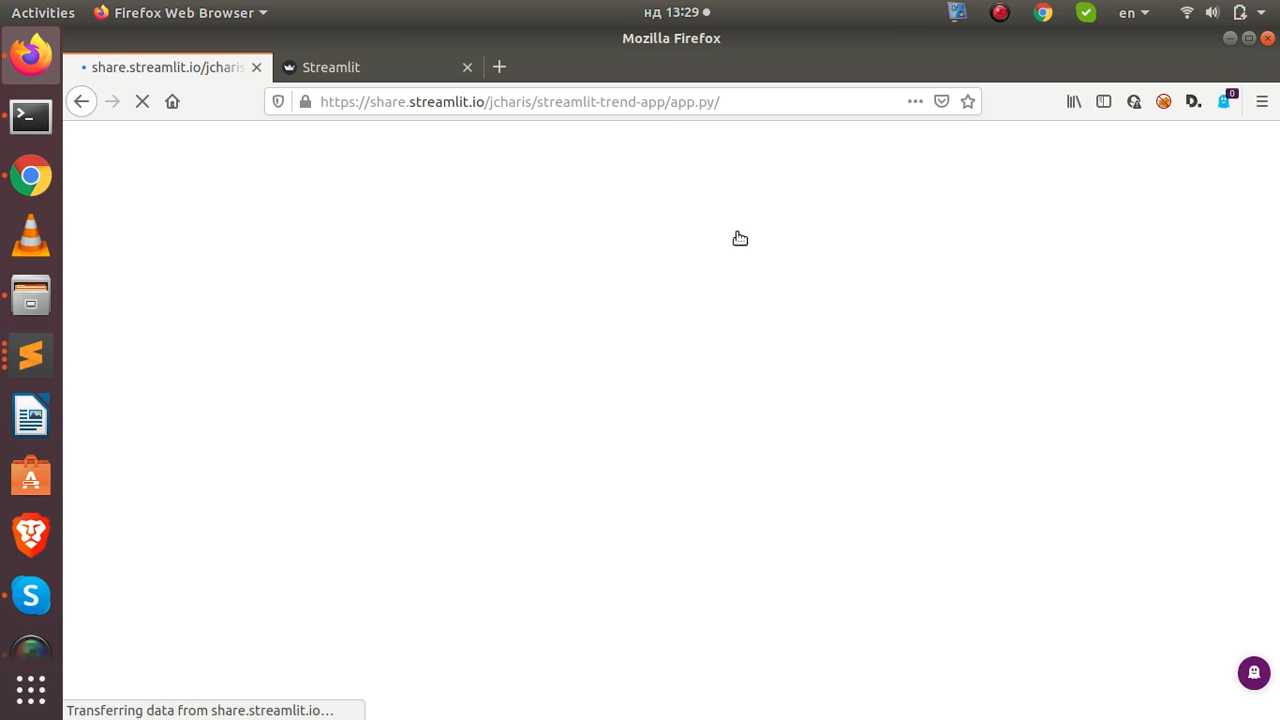 Activities
Firefox Web Browser
нд 13:29
en
Mozilla Firefox
share.streamlit.io/jcharis
Streamlit
https://share.streamlit.io/jcharis/streamlit-trend-app/app.py/
D.
0
Transferring data from share.streamlit.io…